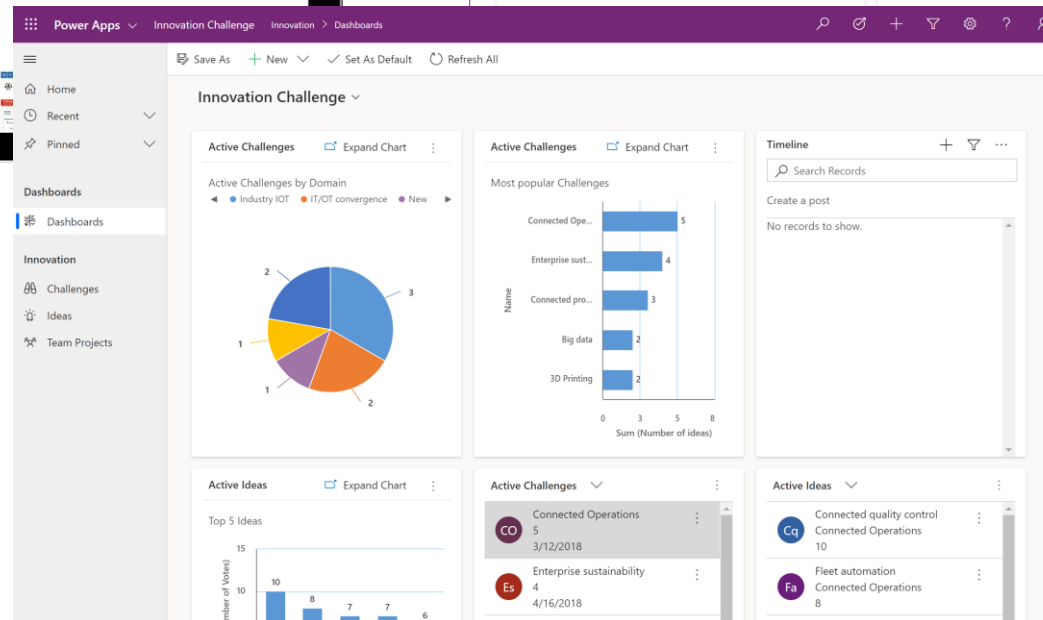 Power Apps Innovation Challenge Innovation > Dashboards
Save As New Set As Default Refresh All
Home
Recent
Pinned
Dashboards
Dashboards
Innovation
Challenges
Ideas
Team Projects
Innovation Challenge
Active Challenges Expand Chart
Active Challenges by Domain
Industry IOT IT/OT convergence New
2
3
1
1
2
Active Challenges Expand Chart
Most popular Challenges
Name
Connected Ope... 5
Enterprise sust... 4
Connected pro... 3
Big data 2
3D Printing 2
0 3 5 8
Sum (Number of ideas)
Timeline
Search Records
Create a post
No records to show.
Active Ideas Expand Chart
Top 5 Ideas
mber of Votes)
15
10
10
8
7
7
6
Active Challenges
CO
Connected Operations
5
3/12/2018
Es
Enterprise sustainability
4
4/16/2018
Active Ideas
Cq
Connected quality control
Connected Operations
10
Fa
Fleet automation
Connected Operations
8